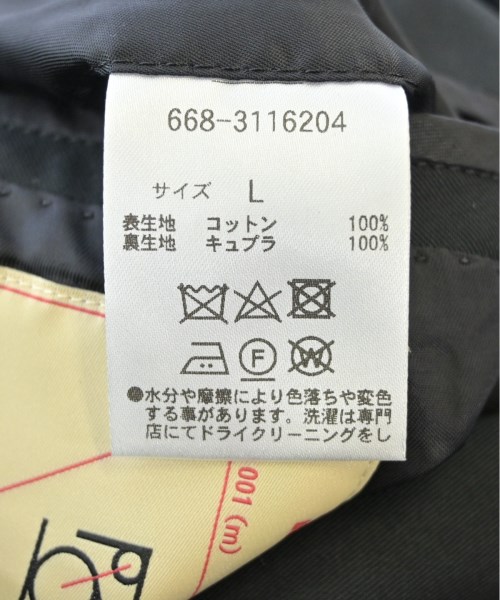 668-3116204
サイズ L
表生地 コットン 100%
裏生地 キュプラ 100%
F
W
●水分や摩擦により色落ちや変色
する事があります。洗濯は専門
店にてドライクリーニングをし
001 (m)